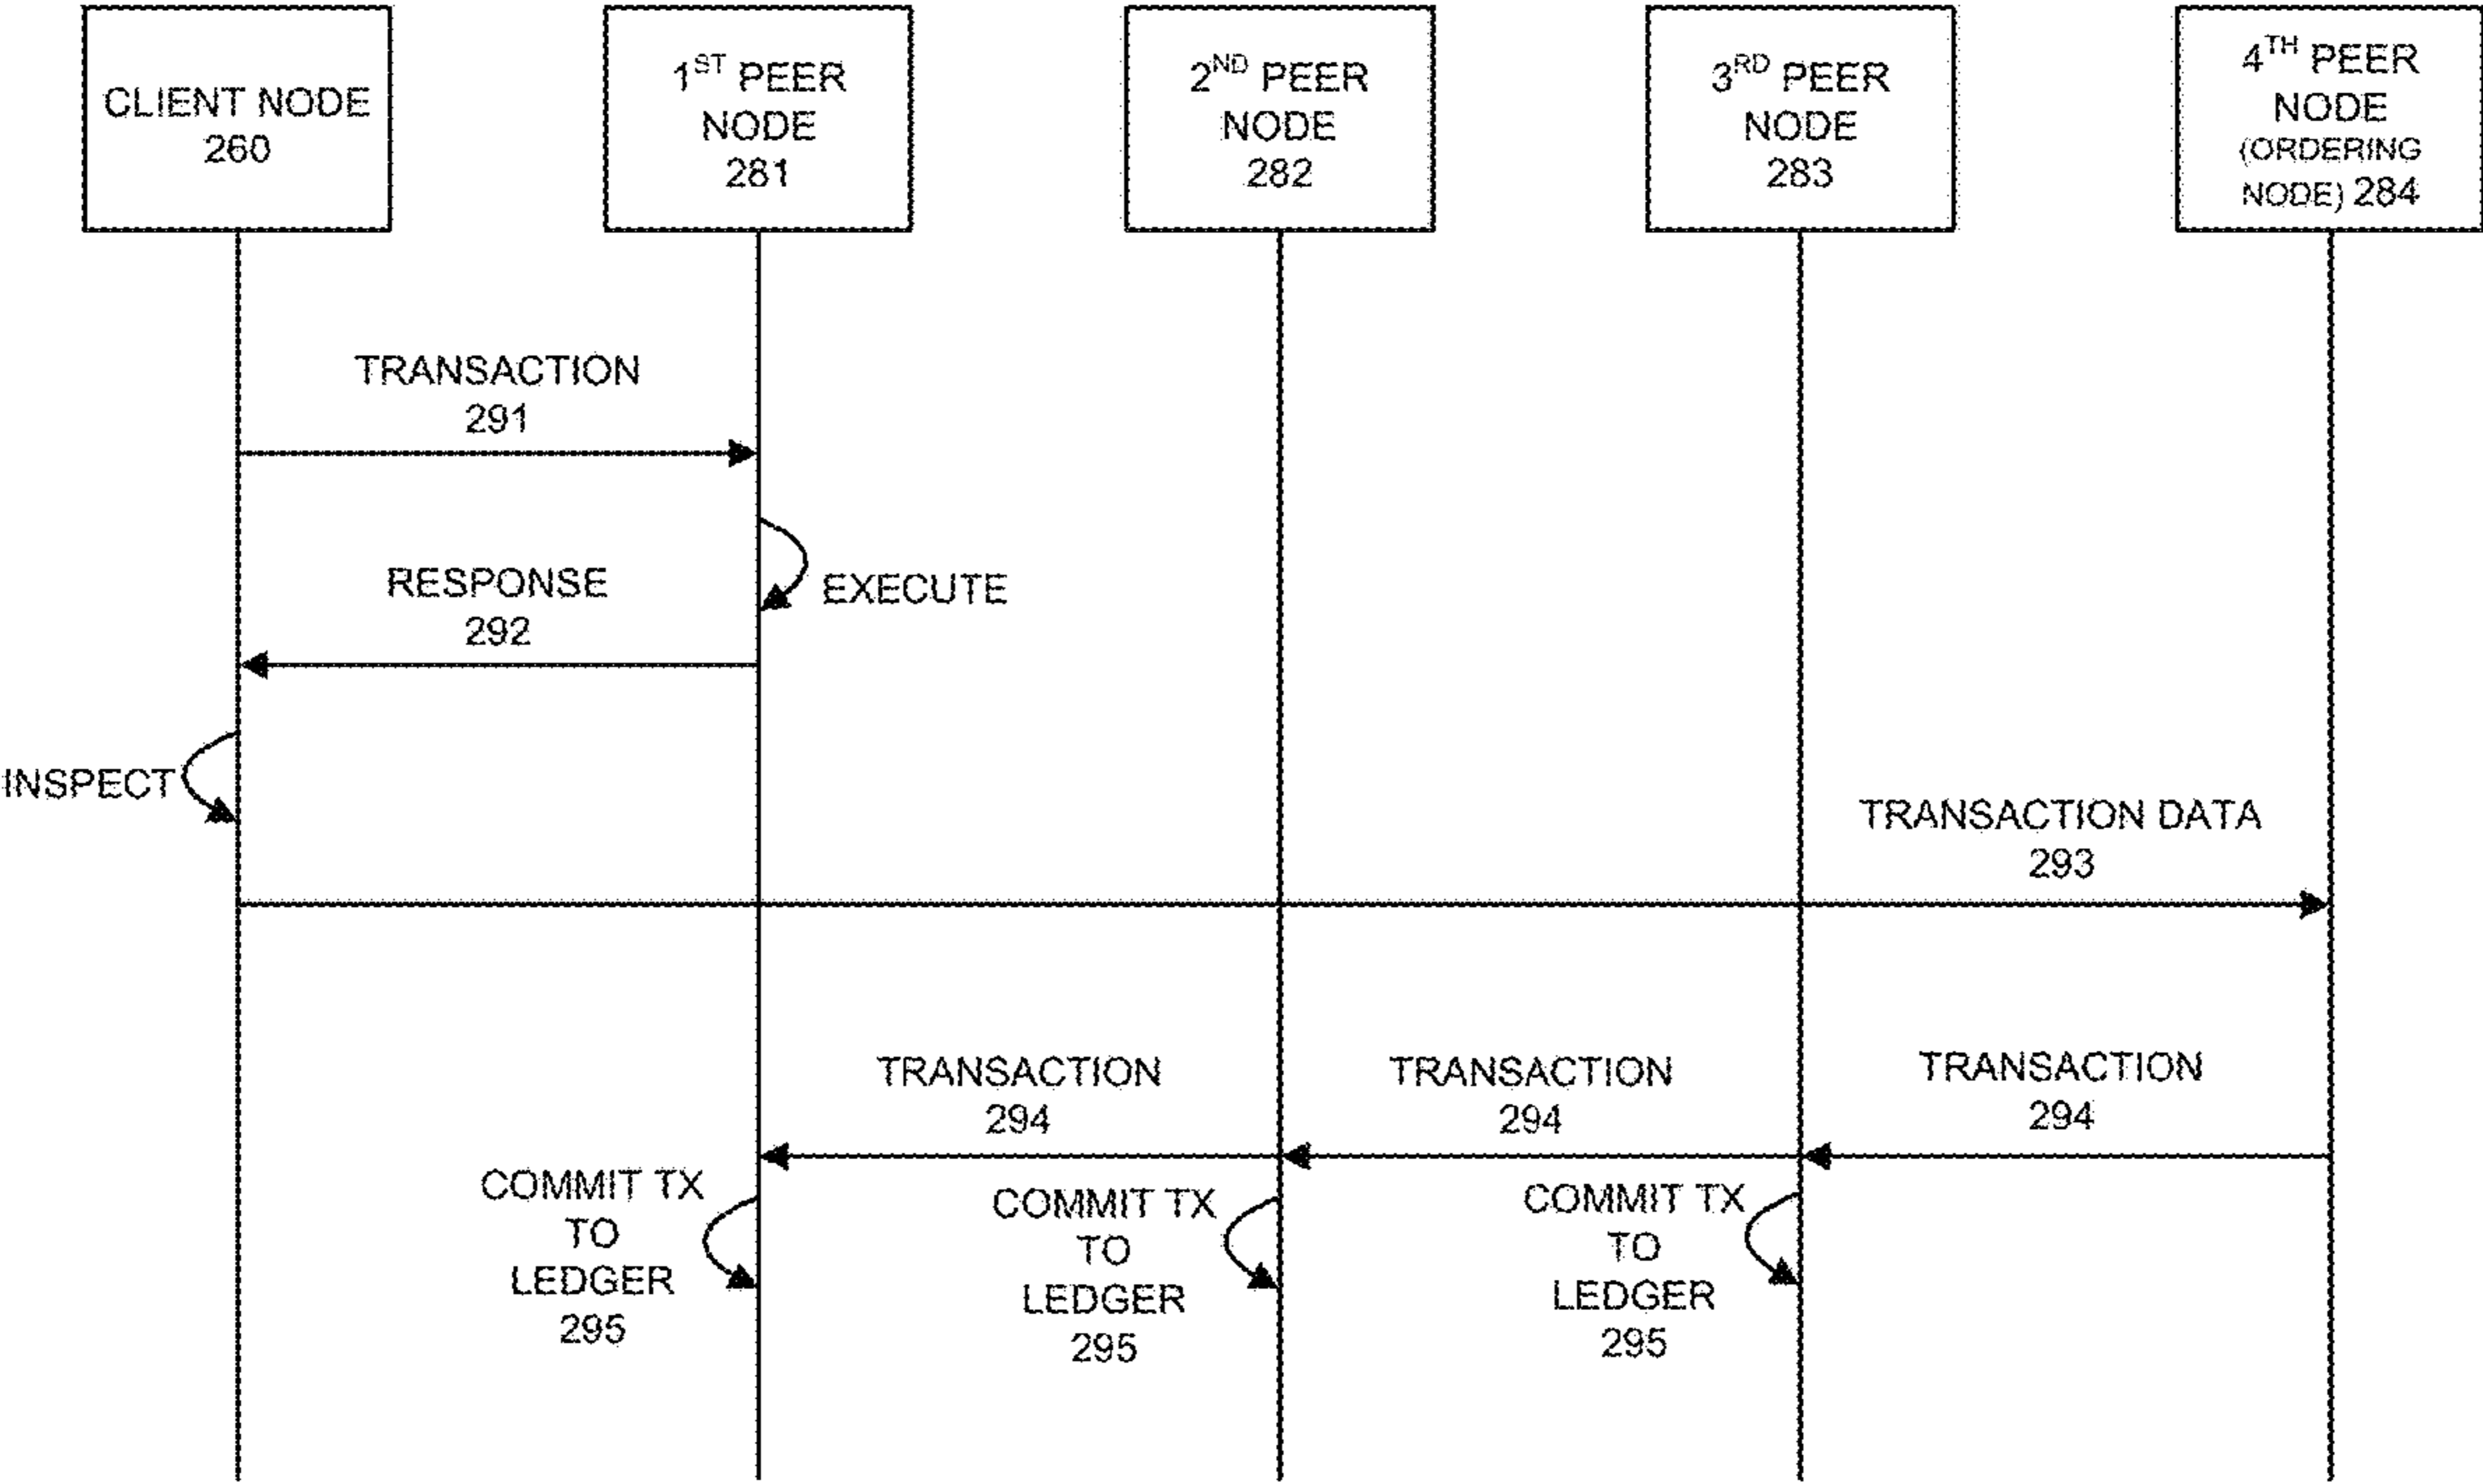 CLIENT NODE
260
1ST PEER
NODE
281
2ND PEER
NODE
282
3RD PEER
NODE
283
4TH PEER
NODE
(ORDERING
NODE) 284
TRANSACTION
291
EXECUTE
RESPONSE
292
INSPECT
TRANSACTION DATA
293
TRANSACTION
294
TRANSACTION
294
TRANSACTION
294
COMMIT TX
TO
LEDGER
295
COMMIT TX
TO
LEDGER
295
COMMIT TX
TO
LEDGER
295